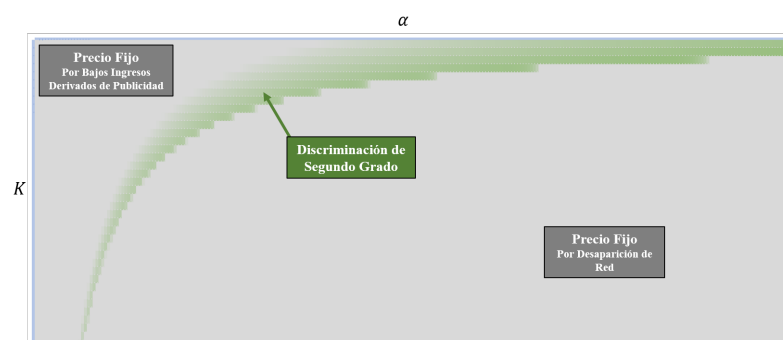 α
Precio Fijo
Por Bajos Ingresos
Derivados de Publicidad
Discriminación de
Segundo Grado
K
Precio Fijo
Por Desaparición de
Red